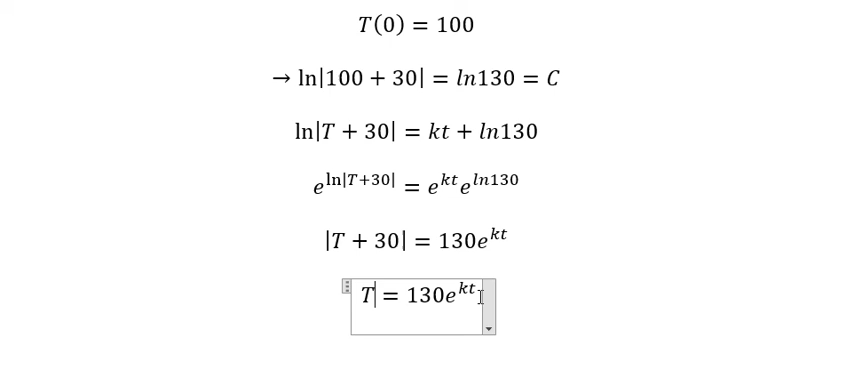 T(0) = 100
→ ln|100 + 30| = ln130 = C
ln|T + 30| = kt + ln130
e^{ln|T+30|} = e^{kt}e^{ln130}
|T + 30| = 130e^{kt}
T = 130e^{kt}